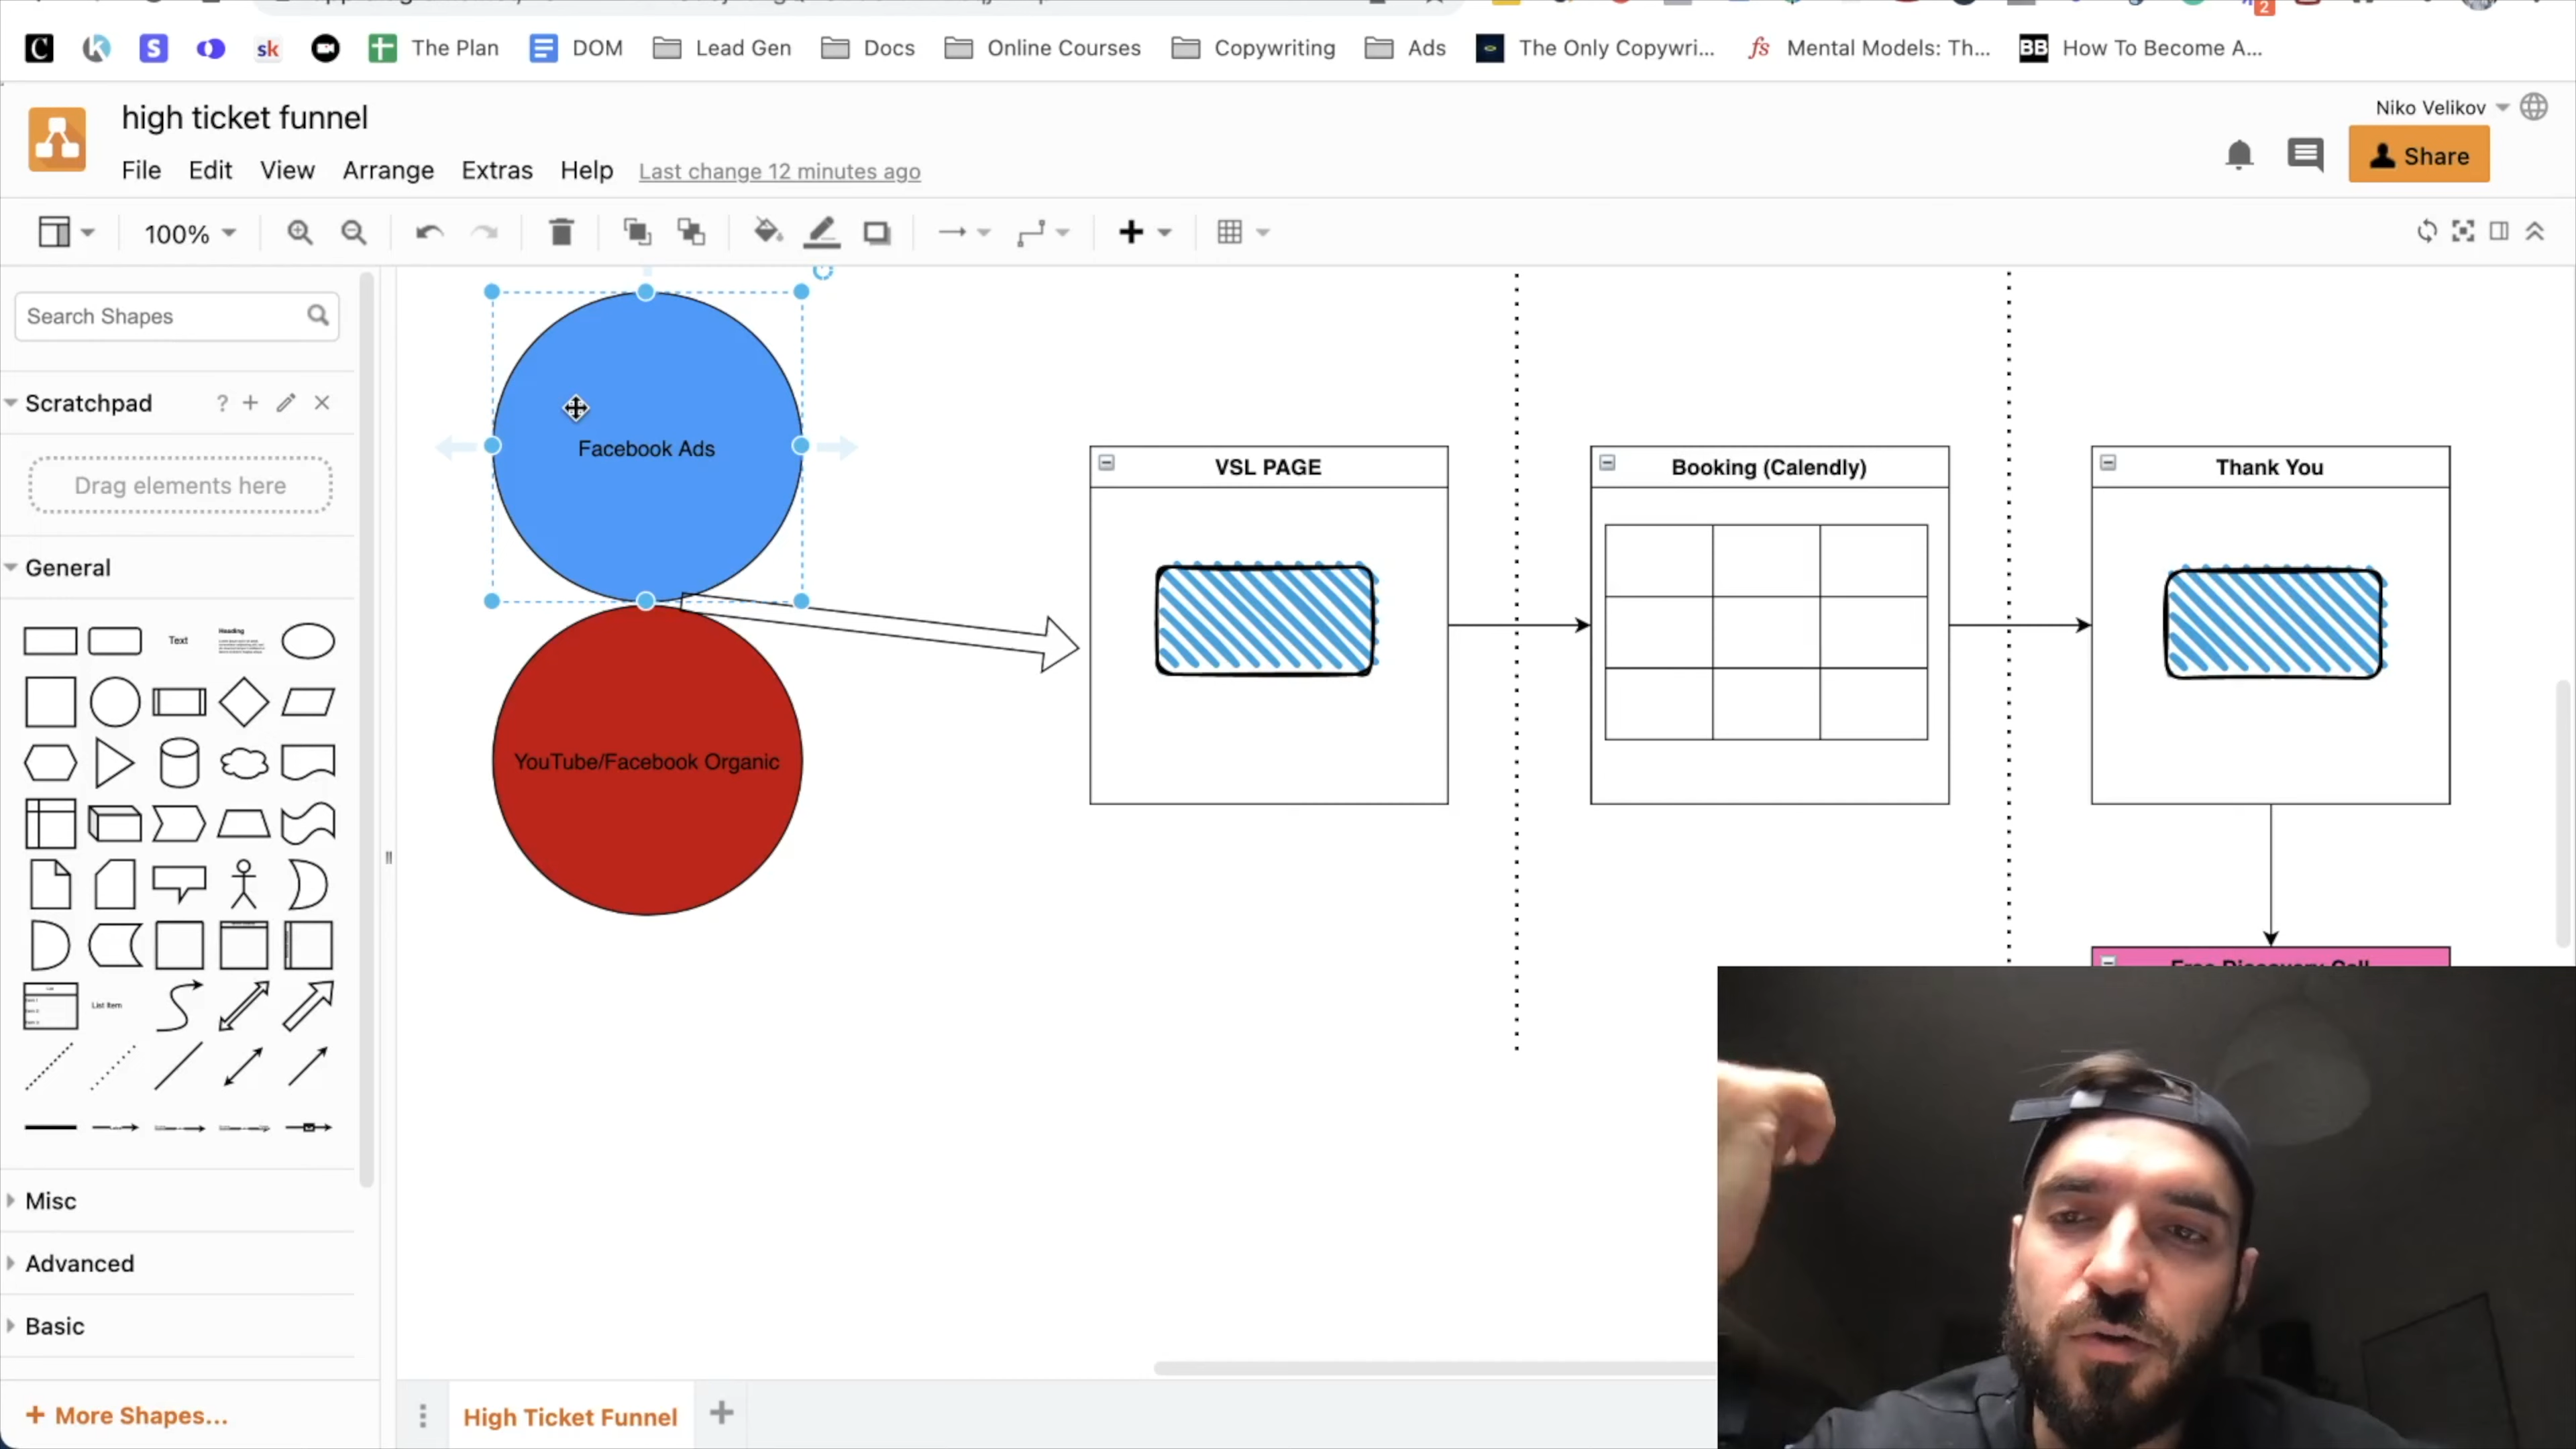 The Plan
DOM
Lead Gen
Docs
Online Courses
Copywriting
Ads
The Only Copywri...
Mental Models: Th...
How To Become A...
high ticket funnel
Niko Velikov
File Edit View Arrange Extras Help Last change 12 minutes ago
Share
100%
Search Shapes
Scratchpad
Drag elements here
General
Text
Heading
List Item
Misc
Advanced
Basic
+ More Shapes...
Facebook Ads
YouTube/Facebook Organic
VSL PAGE
Booking (Calendly)
Thank You
Free Discovery Call
High Ticket Funnel